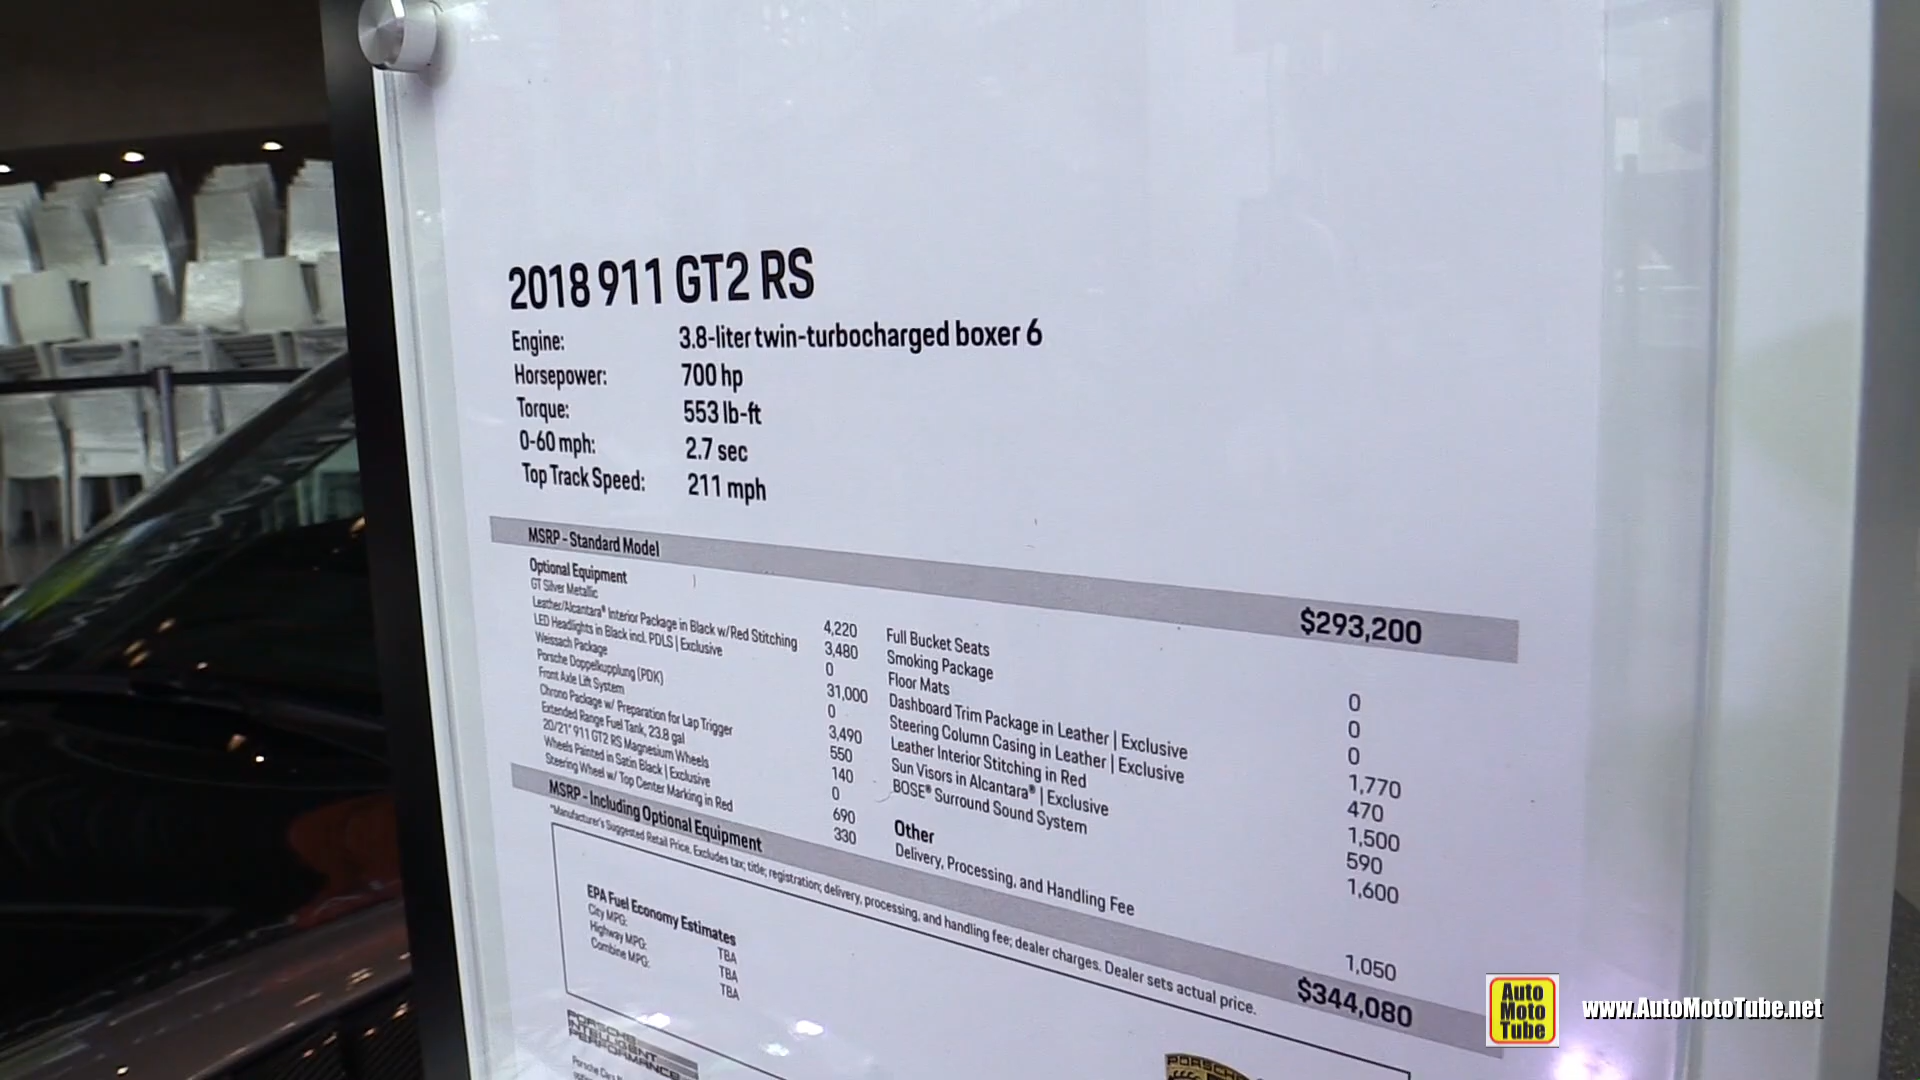 2018 911 GT2 RS
Engine: 3.8-liter twin-turbocharged boxer 6
Horsepower: 700 hp
Torque: 553 lb-ft
0-60 mph: 2.7 sec
Top Track Speed: 211 mph
MSRP - Standard Model $293,200
Optional Equipment
GT Silver Metallic 4,220
Leather/Alcantara® Interior Package in Black w/Red Stitching 3,480
LED Headlights in Black incl. PDLS | Exclusive 0
Weissach Package 31,000
Porsche Doppelkupplung (PDK) 0
Front Axle Lift System 3,490
Chrono Package w/ Preparation for Lap Trigger 550
Extended Range Fuel Tank, 23.8 gal 140
20/21" 911 GT2 RS Magnesium Wheels 0
Wheels Painted in Satin Black | Exclusive 690
Steering Wheel w/ Top Center Marking in Red 330
Full Bucket Seats 0
Smoking Package 0
Floor Mats 0
Dashboard Trim Package in Leather | Exclusive 1,770
Steering Column Casing in Leather | Exclusive 470
Leather Interior Stitching in Red 1,500
Sun Visors in Alcantara® | Exclusive 590
BOSE® Surround Sound System 1,600
Other
Delivery, Processing, and Handling Fee 1,050
MSRP - Including Optional Equipment $344,080
*Manufacturer's Suggested Retail Price. Excludes tax; title; registration; delivery, processing, and handling fee; dealer charges. Dealer sets actual price.
EPA Fuel Economy Estimates
City MPG: TBA
Highway MPG: TBA
Combine MPG: TBA
PORSCHE
INTELLIGENT
PERFORMANCE
Porsche Cars
PORSCHE
Auto
Moto
Tube
www.AutoMotoTube.net